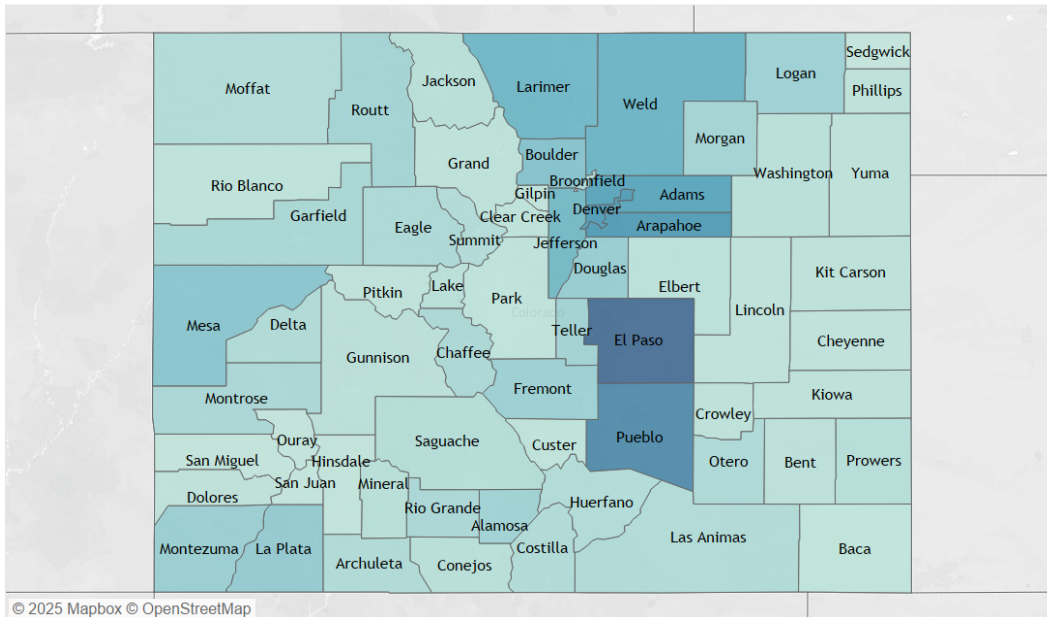 Sedgwick
Logan
Jackson
Larimer
Moffat
Phillips
Weld
Routt
Morgan
Boulder
Grand
Washington
Yuma
Broomfield
Rio Blanco
Gilpin
Adams
Denver
Garfield
Clear Creek
Eagle
Arapahoe
Summit
Jefferson
Douglas
Kit Carson
Lake
Elbert
Pitkin
Park
Lincoln
Colorado
Mesa
Delta
Teller
El Paso
Cheyenne
Chaffee
Gunnison
Fremont
Kiowa
Montrose
Crowley
Pueblo
Ouray
Saguache
Custer
San Miguel
Hinsdale
Otero
Bent
Prowers
San Juan
Mineral
Dolores
Huerfano
Rio Grande
Alamosa
Las Animas
Montezuma
La Plata
Costilla
Baca
Archuleta
Conejos
© 2025 Mapbox © OpenStreetMap